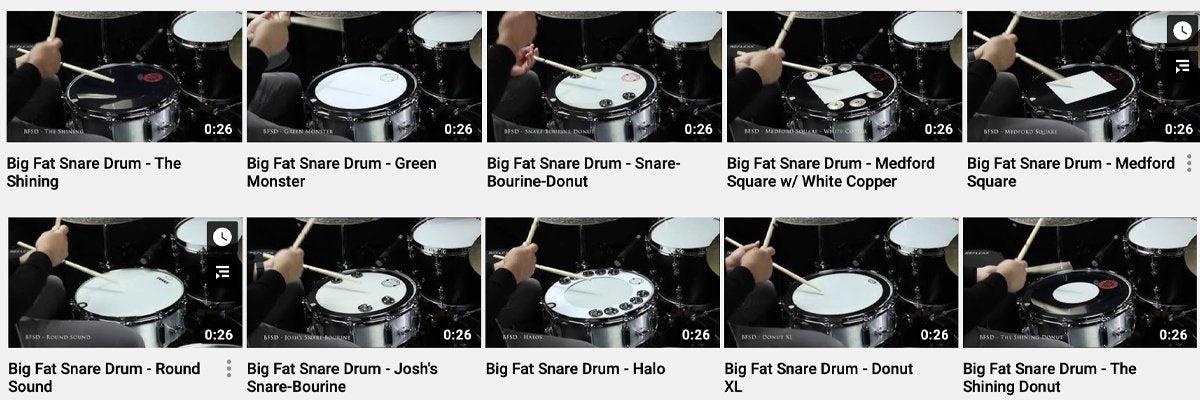 BFSD - THE SHINING
0:26
BFSD - GREEN MONSTER
0:26
BFSD - SNARE-BOURINE DONUT
0:26
BFSD - MEDFORD SQUARE - WHITE COPPER
0:26
BFSD - MEDFORD SQUARE
0:26
Big Fat Snare Drum - The
Shining
Big Fat Snare Drum - Green
Monster
Big Fat Snare Drum - Snare-
Bourine-Donut
Big Fat Snare Drum - Medford
Square w/ White Copper
Big Fat Snare Drum - Medford
Square
BFSD - ROUND SOUND
0:26
BFSD - JOSH'S SNARE-BOURINE
0:26
BFSD - HALOS
0:26
BFSD - DONUT XL
0:26
BFSD - THE SHINING DONUT
0:26
Big Fat Snare Drum - Round
Sound
Big Fat Snare Drum - Josh's
Snare-Bourine
Big Fat Snare Drum - Halo
Big Fat Snare Drum - Donut
XL
Big Fat Snare Drum - The
Shining Donut